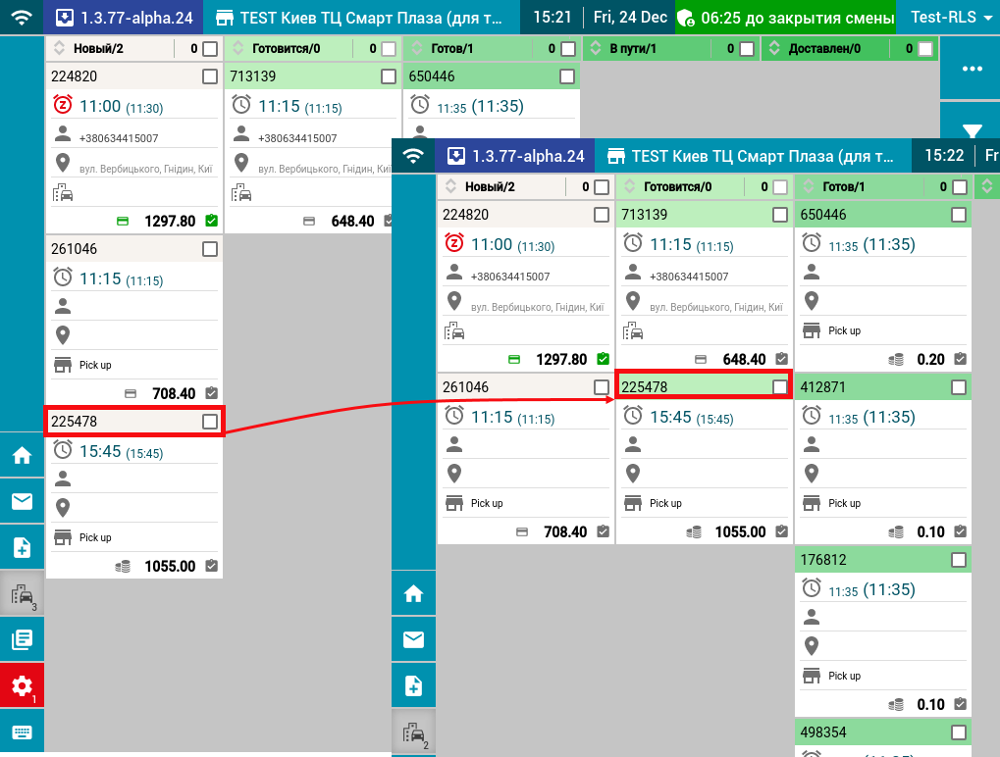 1.3.77-alpha.24 TEST Киев ТЦ Смарт Плаза (для т... 15:21 Fri, 24 Dec 06:25 до закрытия смены Test-RLS
Новый/2 0 Готовится/0 0 Готов/1 0 В пути/1 0 Доставлен/0 0
224820
11:00 (11:30)
+380634415007
вул. Вербицького, Гнідин, Киї
1297.80
261046
11:15 (11:15)
Pick up
708.40
225478
15:45 (15:45)
Pick up
1055.00
713139
11:15 (11:15)
+380634415007
вул. Вербицького, Гнідин, Киї
648.40
650446
11:35 (11:35)
3
1
1.3.77-alpha.24 TEST Киев ТЦ Смарт Плаза (для т... 15:22 Fr
Новый/2 0 Готовится/0 0 Готов/1 0
224820
11:00 (11:30)
+380634415007
вул. Вербицького, Гнідин, Киї
1297.80
261046
11:15 (11:15)
Pick up
708.40
713139
11:15 (11:15)
+380634415007
вул. Вербицького, Гнідин, Киї
648.40
225478
15:45 (15:45)
Pick up
1055.00
650446
11:35 (11:35)
Pick up
0.20
412871
11:35 (11:35)
Pick up
0.10
176812
11:35 (11:35)
Pick up
0.10
498354
2